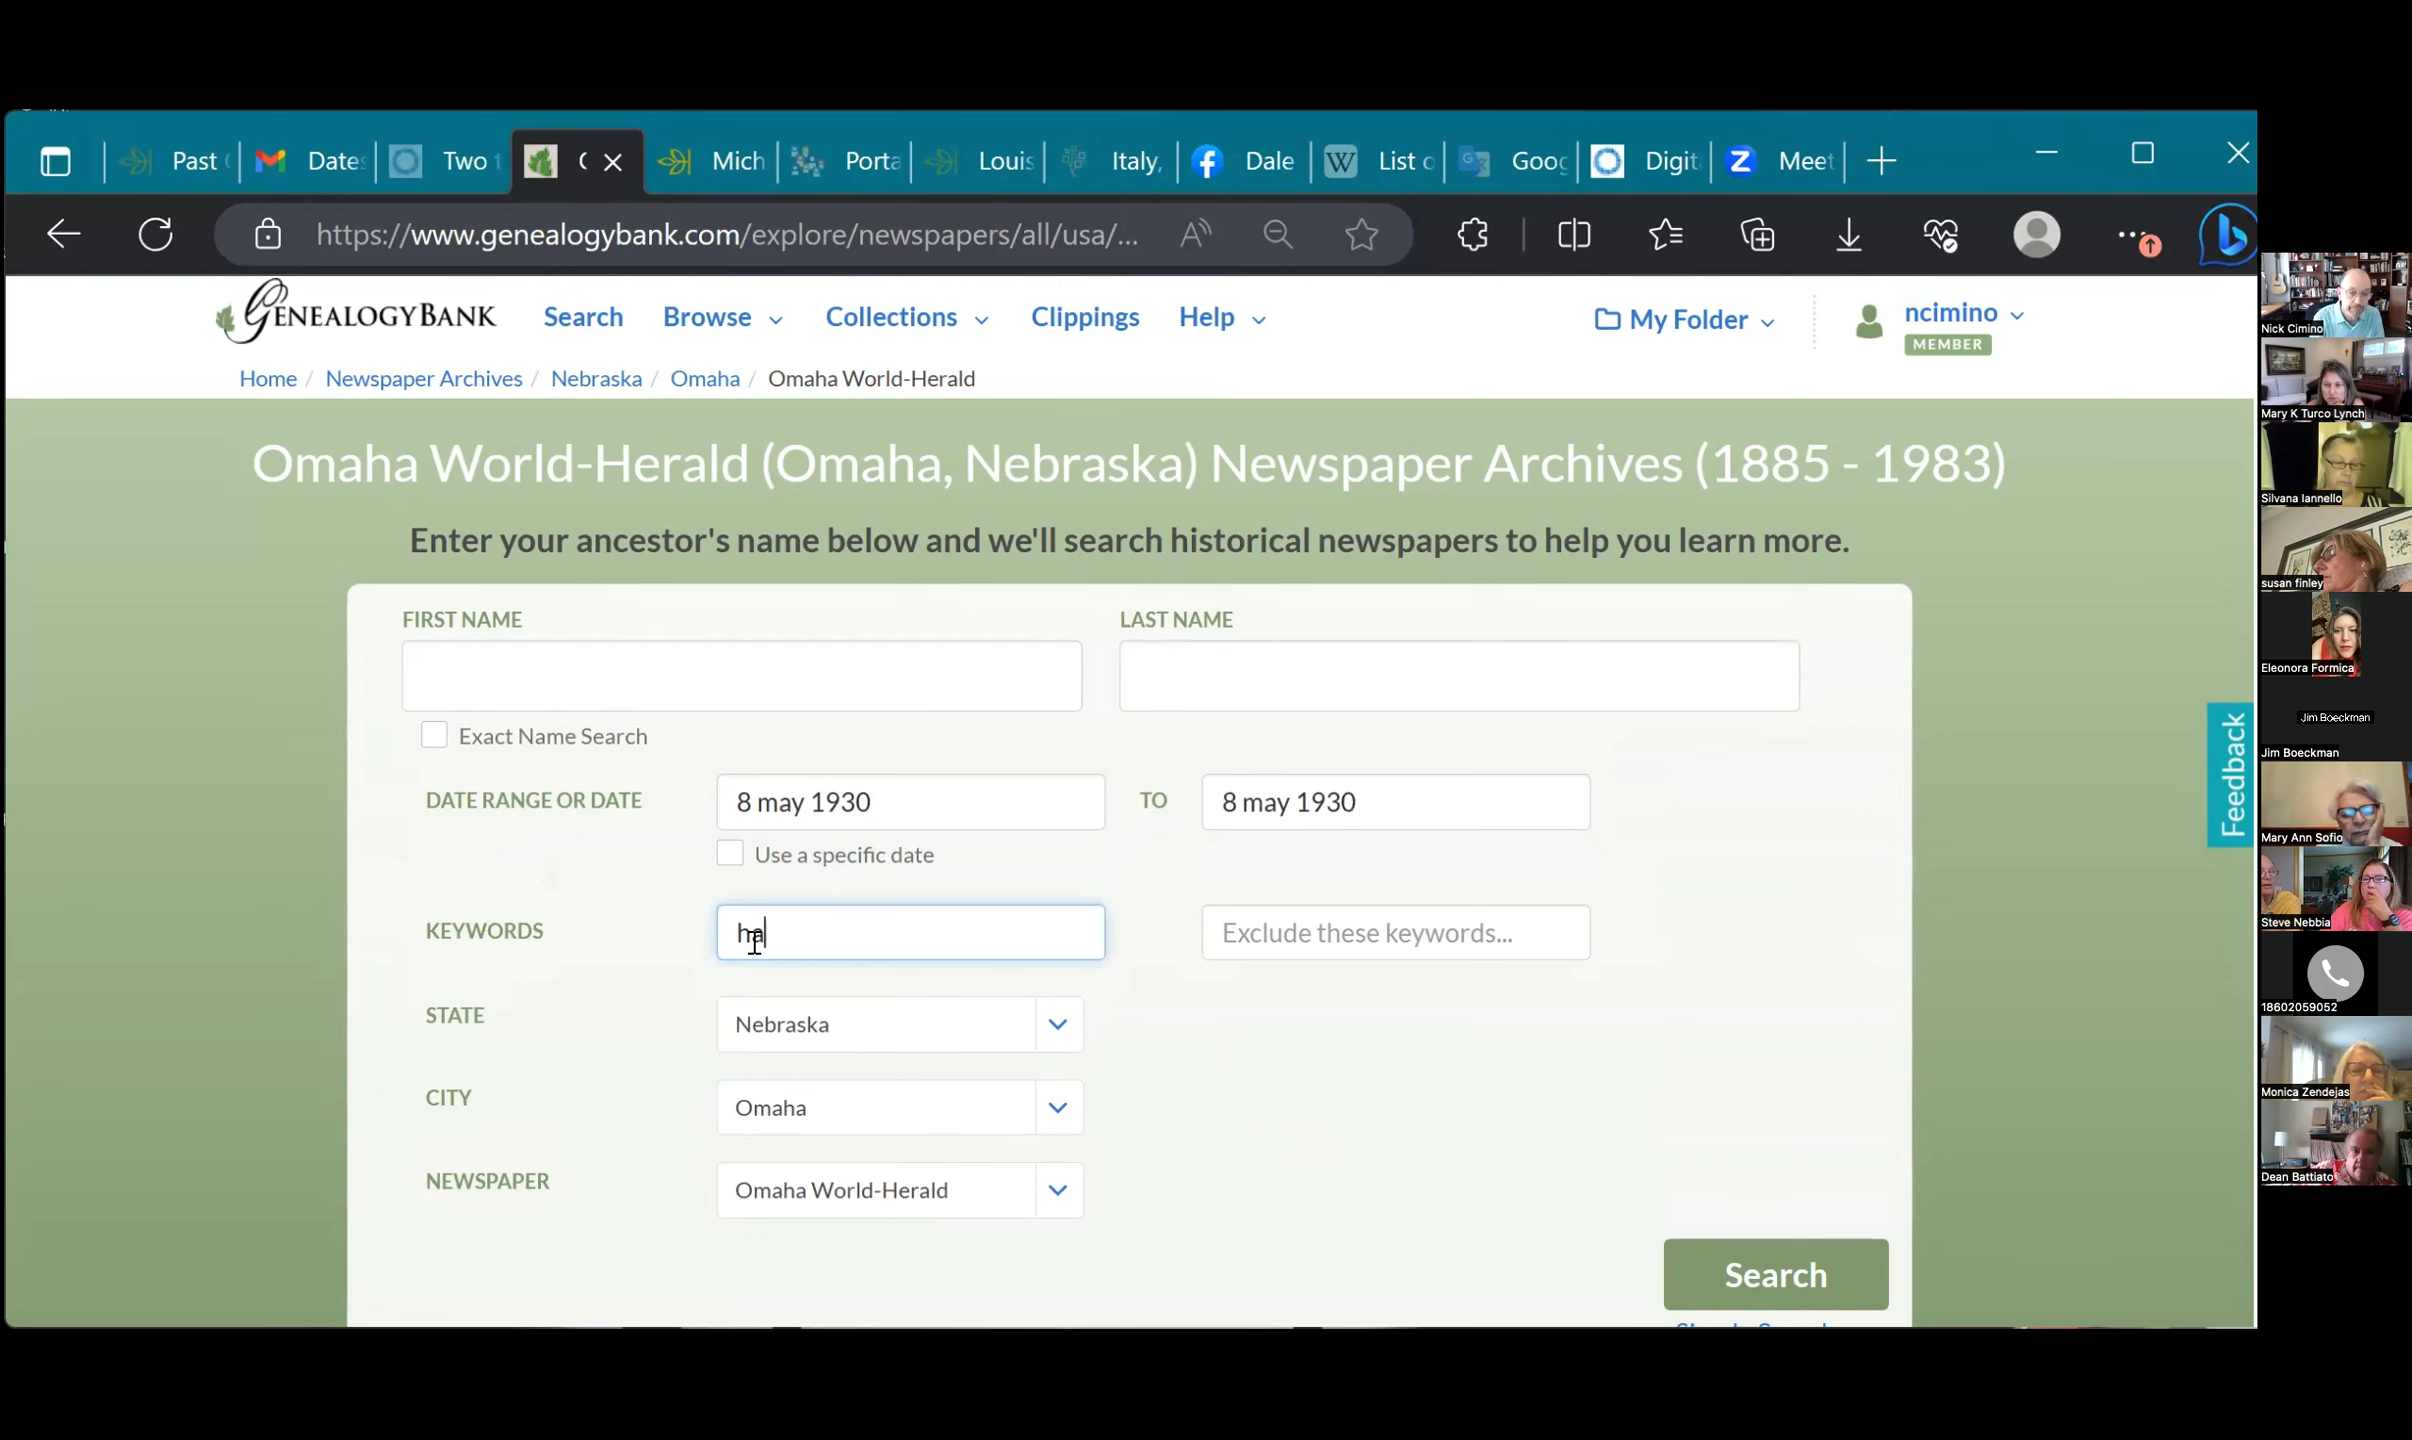 Past
Dates
Two t
Mich
Porta
Louis
Italy,
Dale
List o
Goog
Digit
Meet
https://www.genealogybank.com/explore/newspapers/all/usa/...
GENEALOGYBANK
Search
Browse
Collections
Clippings
Help
My Folder
ncimino
MEMBER
Home / Newspaper Archives / Nebraska / Omaha / Omaha World-Herald
Omaha World-Herald (Omaha, Nebraska) Newspaper Archives (1885 - 1983)
Enter your ancestor's name below and we'll search historical newspapers to help you learn more.
FIRST NAME
LAST NAME
Exact Name Search
DATE RANGE OR DATE
8 may 1930
TO
8 may 1930
Use a specific date
KEYWORDS
ha
Exclude these keywords...
STATE
Nebraska
CITY
Omaha
NEWSPAPER
Omaha World-Herald
Search
Feedback
Nick Cimino
Mary K Turco Lynch
Silvana Iannello
susan finley
Eleonora Formica
Jim Boeckman
Jim Boeckman
Mary Ann Sofio
Steve Nebbia
18602059052
Monica Zendejas
Dean Battiato